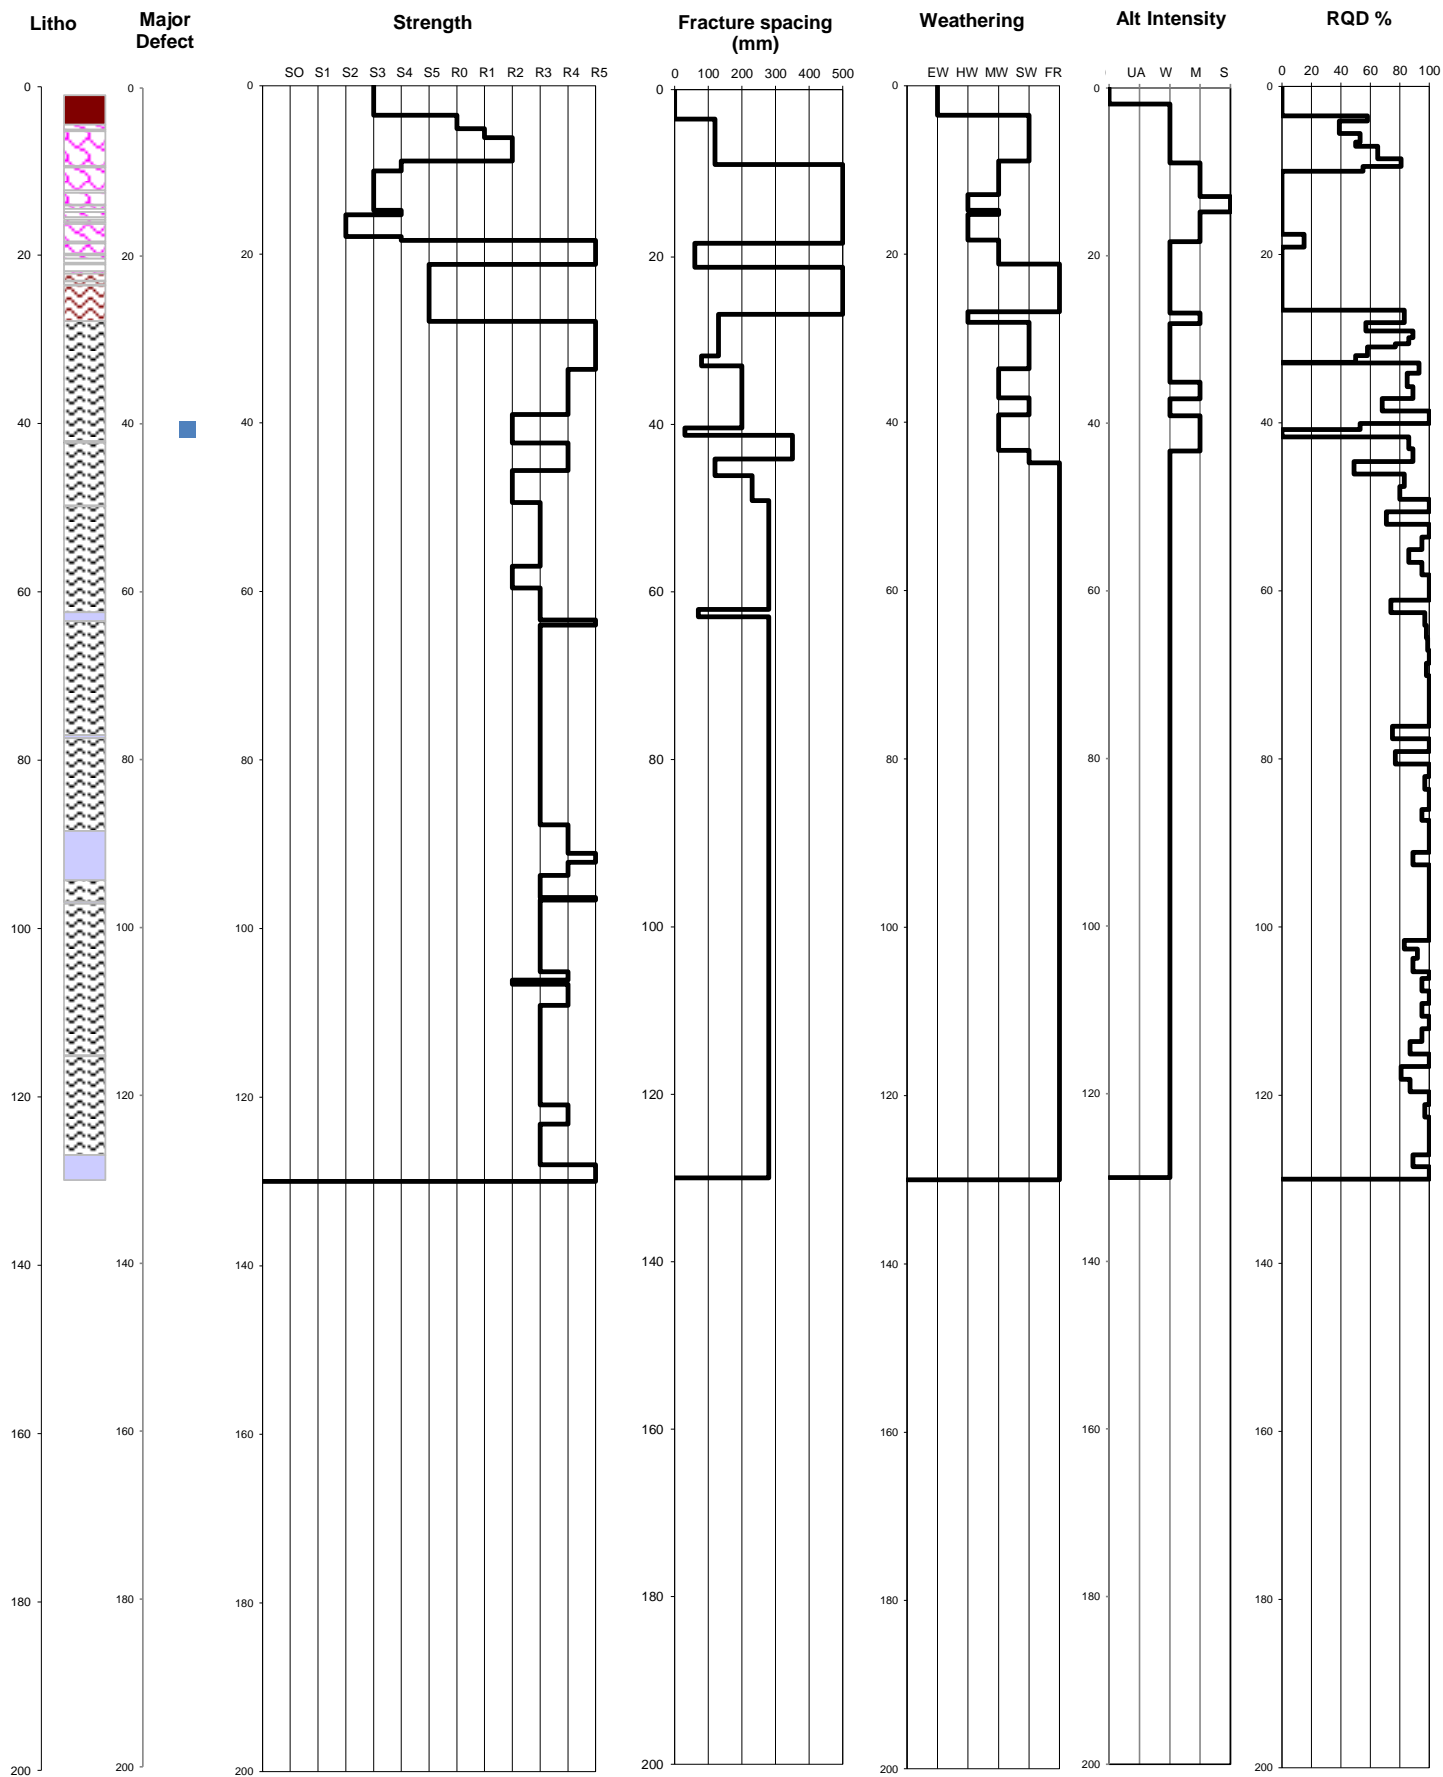 Litho
Major
Defect
Strength
Fracture spacing
(mm)
Weathering
Alt Intensity
RQD %
SO S1 S2 S3 S4 S5 R0 R1 R2 R3 R4 R5
0 100 200 300 400 500
EW HW MW SW FR
UA W M S
0 20 40 60 80 100
0 0 0 0 0 0 0
20 20 20 20 20 20 20
40 40 40 40 40 40 40
60 60 60 60 60 60 60
80 80 80 80 80 80 80
100 100 100 100 100 100 100
120 120 120 120 120 120 120
140 140 140 140 140 140 140
160 160 160 160 160 160 160
180 180 180 180 180 180 180
200 200 200 200 200 200 200